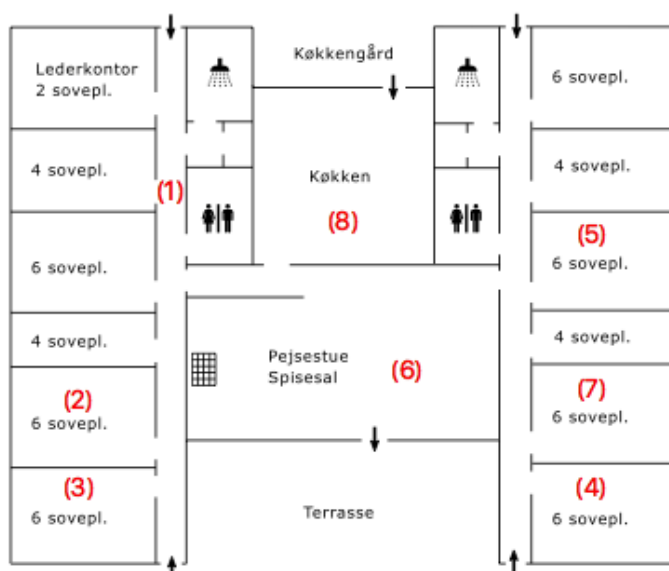 Køkkengård
Lederkontor
2 sovepl.
6 sovepl.
4 sovepl.
(1)
Køkken
(8)
4 sovepl.
6 sovepl.
(5)
6 sovepl.
4 sovepl.
Pejsestue
Spisesal
(6)
4 sovepl.
(2)
6 sovepl.
(7)
6 sovepl.
(3)
6 sovepl.
Terrasse
(4)
6 sovepl.